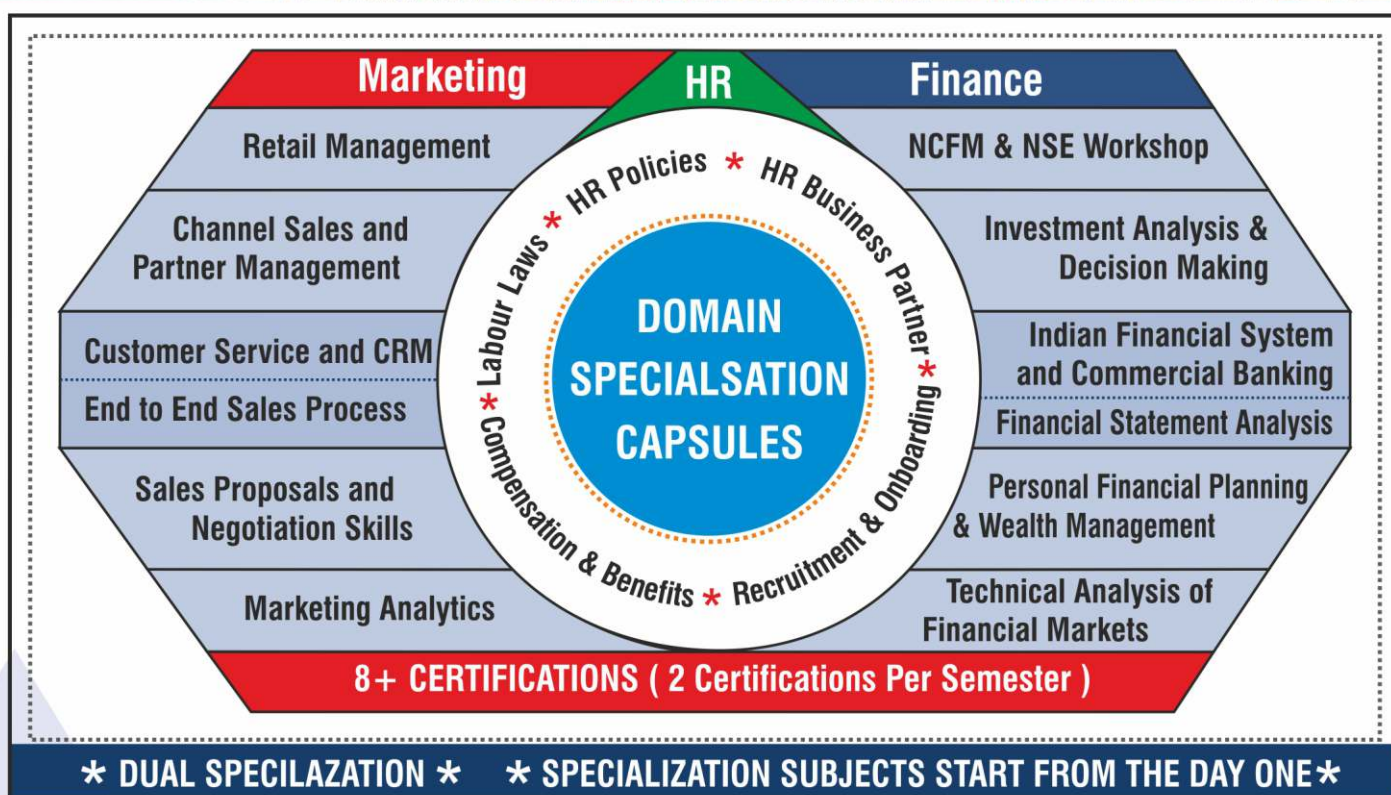 Marketing
HR
Finance
Retail Management
Channel Sales and
Partner Management
Customer Service and CRM
End to End Sales Process
Sales Proposals and
Negotiation Skills
Marketing Analytics
* Labour Laws * HR Policies * HR Business Partner *
Compensation & Benefits * Recruitment & Onboarding
DOMAIN
SPECIALSATION
CAPSULES
NCFM & NSE Workshop
Investment Analysis &
Decision Making
Indian Financial System
and Commercial Banking
Financial Statement Analysis
Personal Financial Planning
& Wealth Management
Technical Analysis of
Financial Markets
8+ CERTIFICATIONS ( 2 Certifications Per Semester )
* DUAL SPECILAZATION * * SPECIALIZATION SUBJECTS START FROM THE DAY ONE*